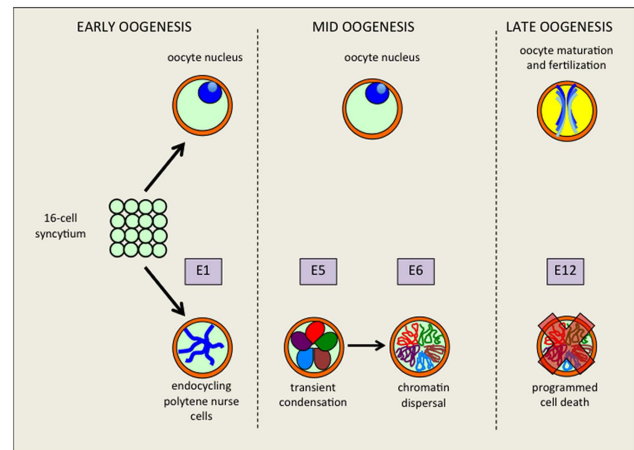 EARLY OOGENESIS
MID OOGENESIS
LATE OOGENESIS
oocyte nucleus
oocyte nucleus
oocyte maturation
and fertilization
16-cell
syncytium
E1
E5
E6
E12
endocycling
polytene nurse
cells
transient
condensation
chromatin
dispersal
programmed
cell death